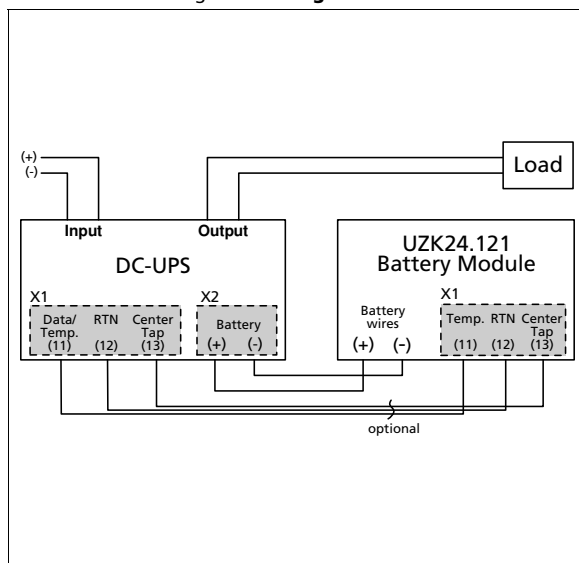 (+)
(-)
Load
Input
Output
DC-UPS
UZK24.121
Battery Module
X1
X2
X1
Data/
Temp.
(11)
RTN
(12)
Center
Tap
(13)
Battery
(+) (-)
Battery
wires
(+) (-)
Temp.
(11)
RTN
(12)
Center
Tap
(13)
optional